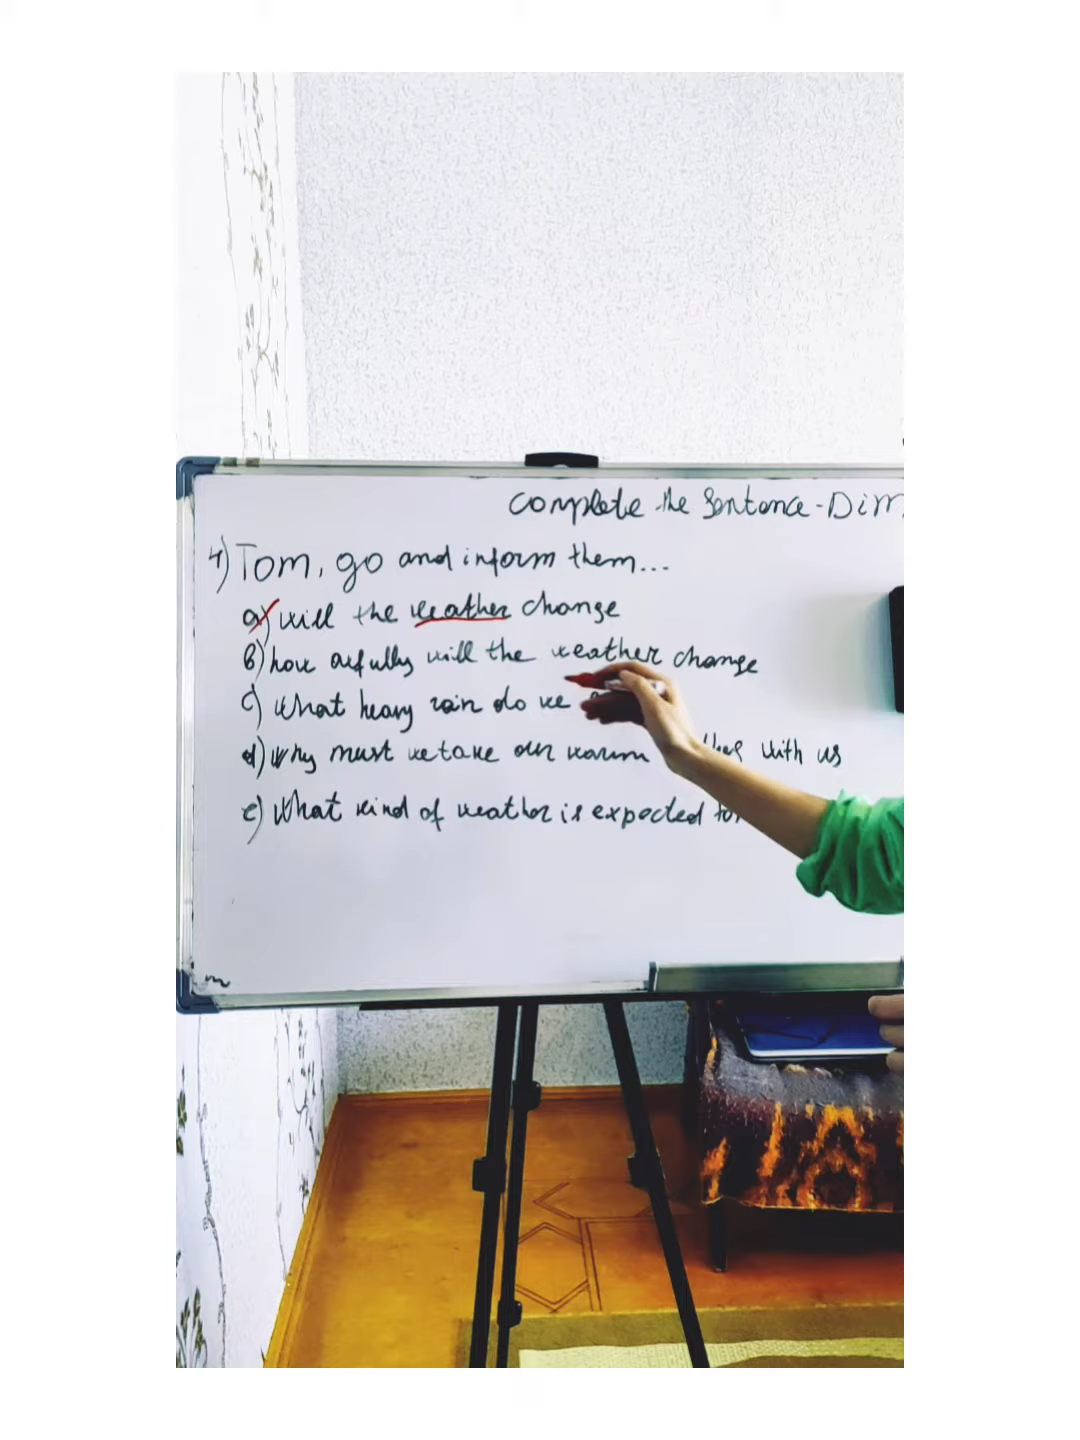 Complete the Sentence - DiM
4) Tom, go and inform them...
a) will the weather change
b) how awfully will the weather change
c) What heavy rain do we
d) Why must we take our warm with us
e) What kind of weather is expected for